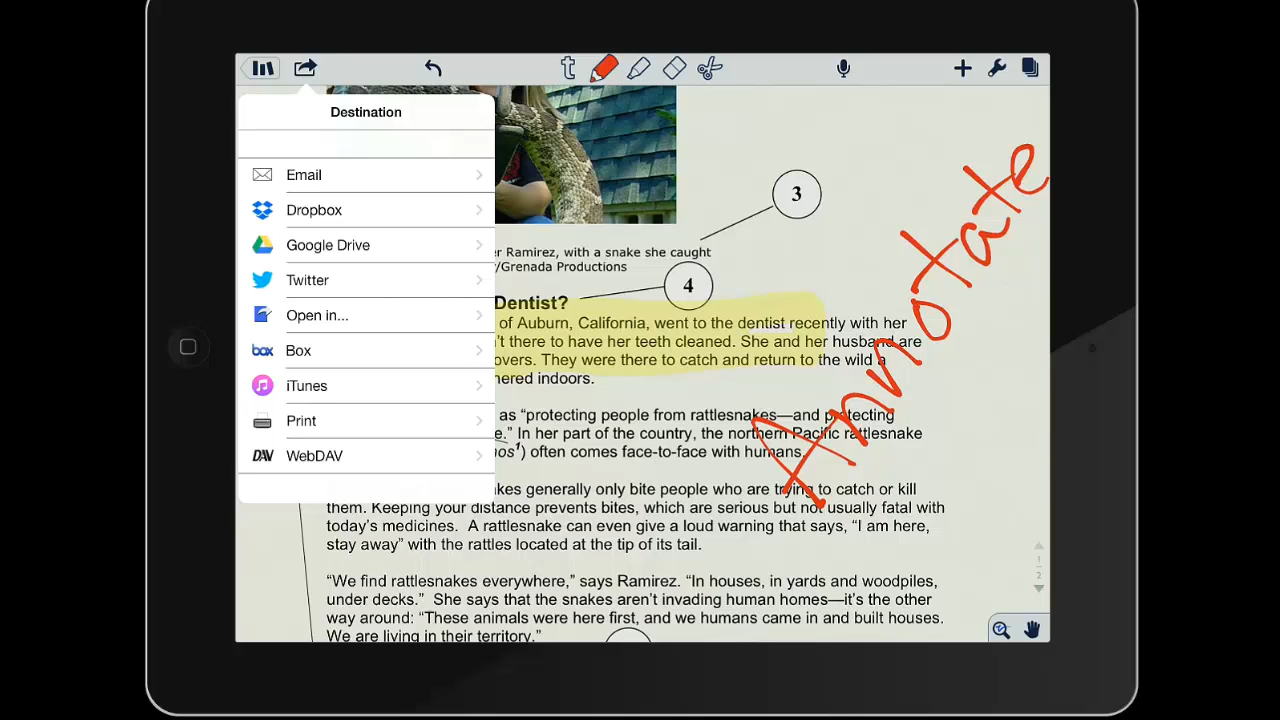 t
Destination
Email
Dropbox
Google Drive
Twitter
Open in...
box Box
iTunes
Print
DAV WebDAV
3
er Ramirez, with a snake she caught
/Grenada Productions
4
Dentist?
of Auburn, California, went to the dentist recently with her
't there to have her teeth cleaned. She and her husband are
overs. They were there to catch and return to the wild a
hered indoors.
as “protecting people from rattlesnakes—and protecting
e.” In her part of the country, the northern Pacific rattlesnake
os¹) often comes face-to-face with humans.
kes generally only bite people who are trying to catch or kill
them. Keeping your distance prevents bites, which are serious but not usually fatal with
today’s medicines. A rattlesnake can even give a loud warning that says, “I am here,
stay away” with the rattles located at the tip of its tail.
“We find rattlesnakes everywhere,” says Ramirez. “In houses, in yards and woodpiles,
under decks.” She says that the snakes aren’t invading human homes—it’s the other
way around: “These animals were here first, and we humans came in and built houses.
We are living in their territory.”
Annotate
1
2